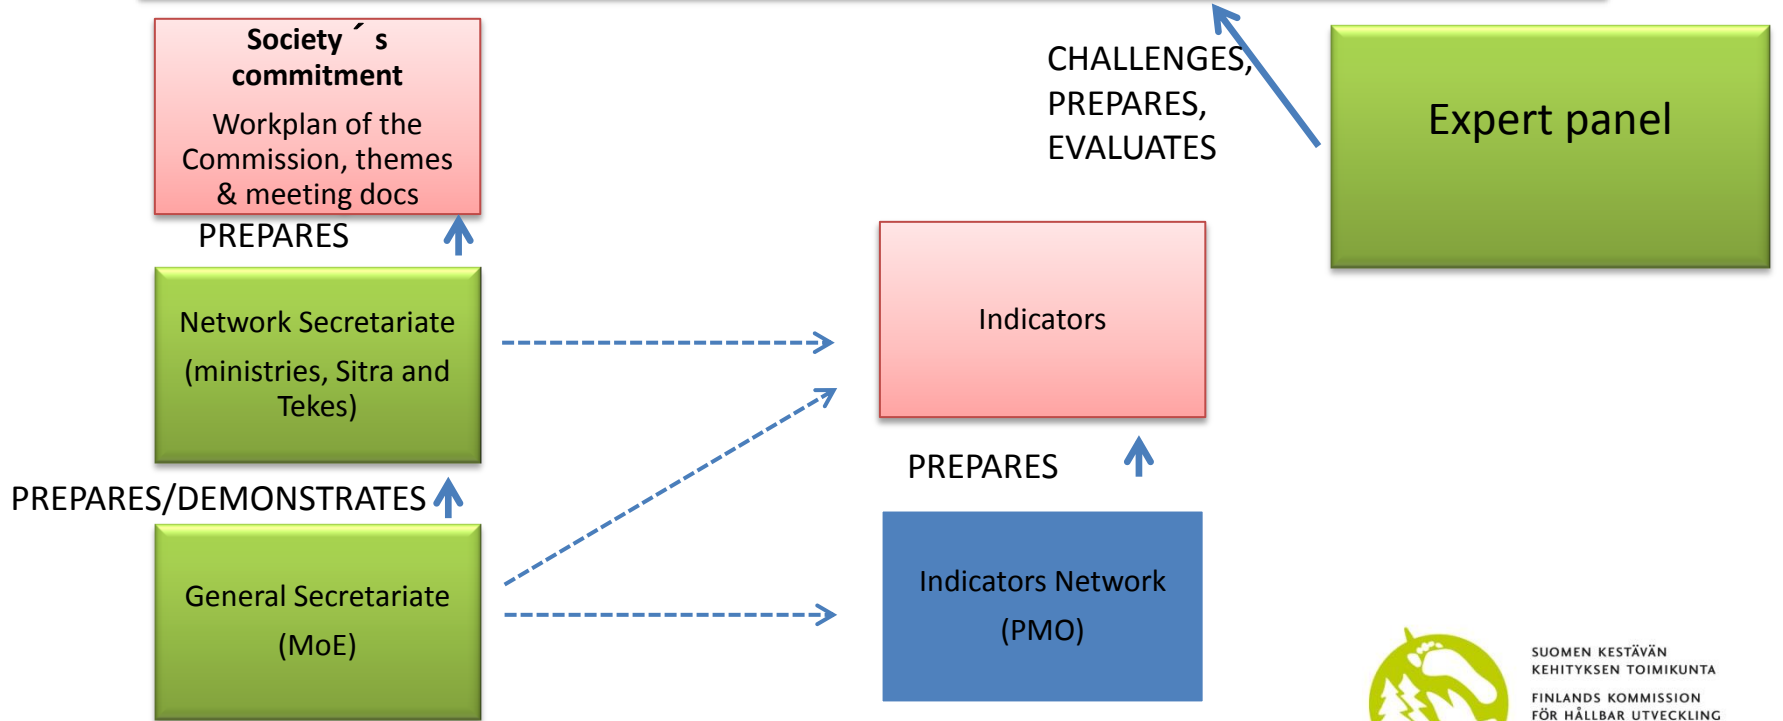 Society´s
commitment
Workplan of the
Commission, themes
& meeting docs
PREPARES
CHALLENGES,
PREPARES,
EVALUATES
Expert panel
Network Secretariate
(ministries, Sitra and
Tekes)
Indicators
PREPARES/DEMONSTRATES
PREPARES
General Secretariate
(MoE)
Indicators Network
(PMO)
SUOMEN KESTÄVÄN
KEHITYKSEN TOIMIKUNTA
FINLANDS KOMMISSION
FÖR HÅLLBAR UTVECKLING